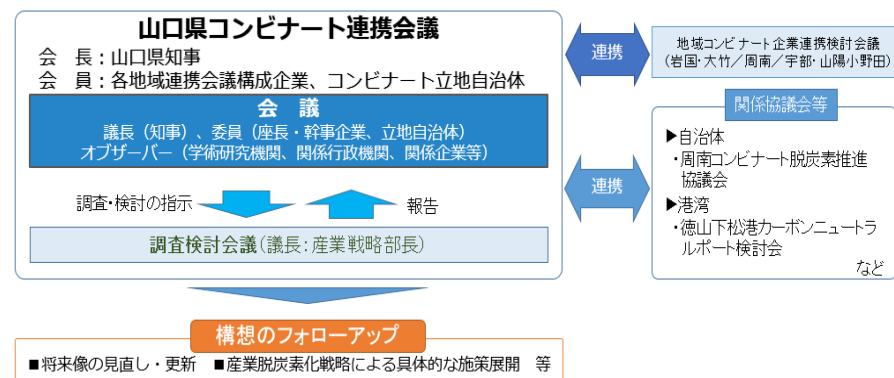 山口県コンビナート連携会議
会　長：山口県知事
会　員：各地域連携会議構成企業、コンビナート立地自治体
会　議
議長（知事）、委員（座長・幹事企業、立地自治体）
オブザーバー（学術研究機関、関係行政機関、関係企業等）
調査・検討の指示
報告
調査検討会議（議長：産業戦略部長）
連携
地域コンビナート企業連携検討会議
（岩国・大竹／周南／宇部・山陽小野田）
連携
関係協議会等
▶自治体
・周南コンビナート脱炭素推進
協議会
▶港湾
・徳山下松港カーボンニュートラ
ルポート検討会
など
構想のフォローアップ
■将来像の見直し・更新　■産業脱炭素化戦略による具体的な施策展開　等